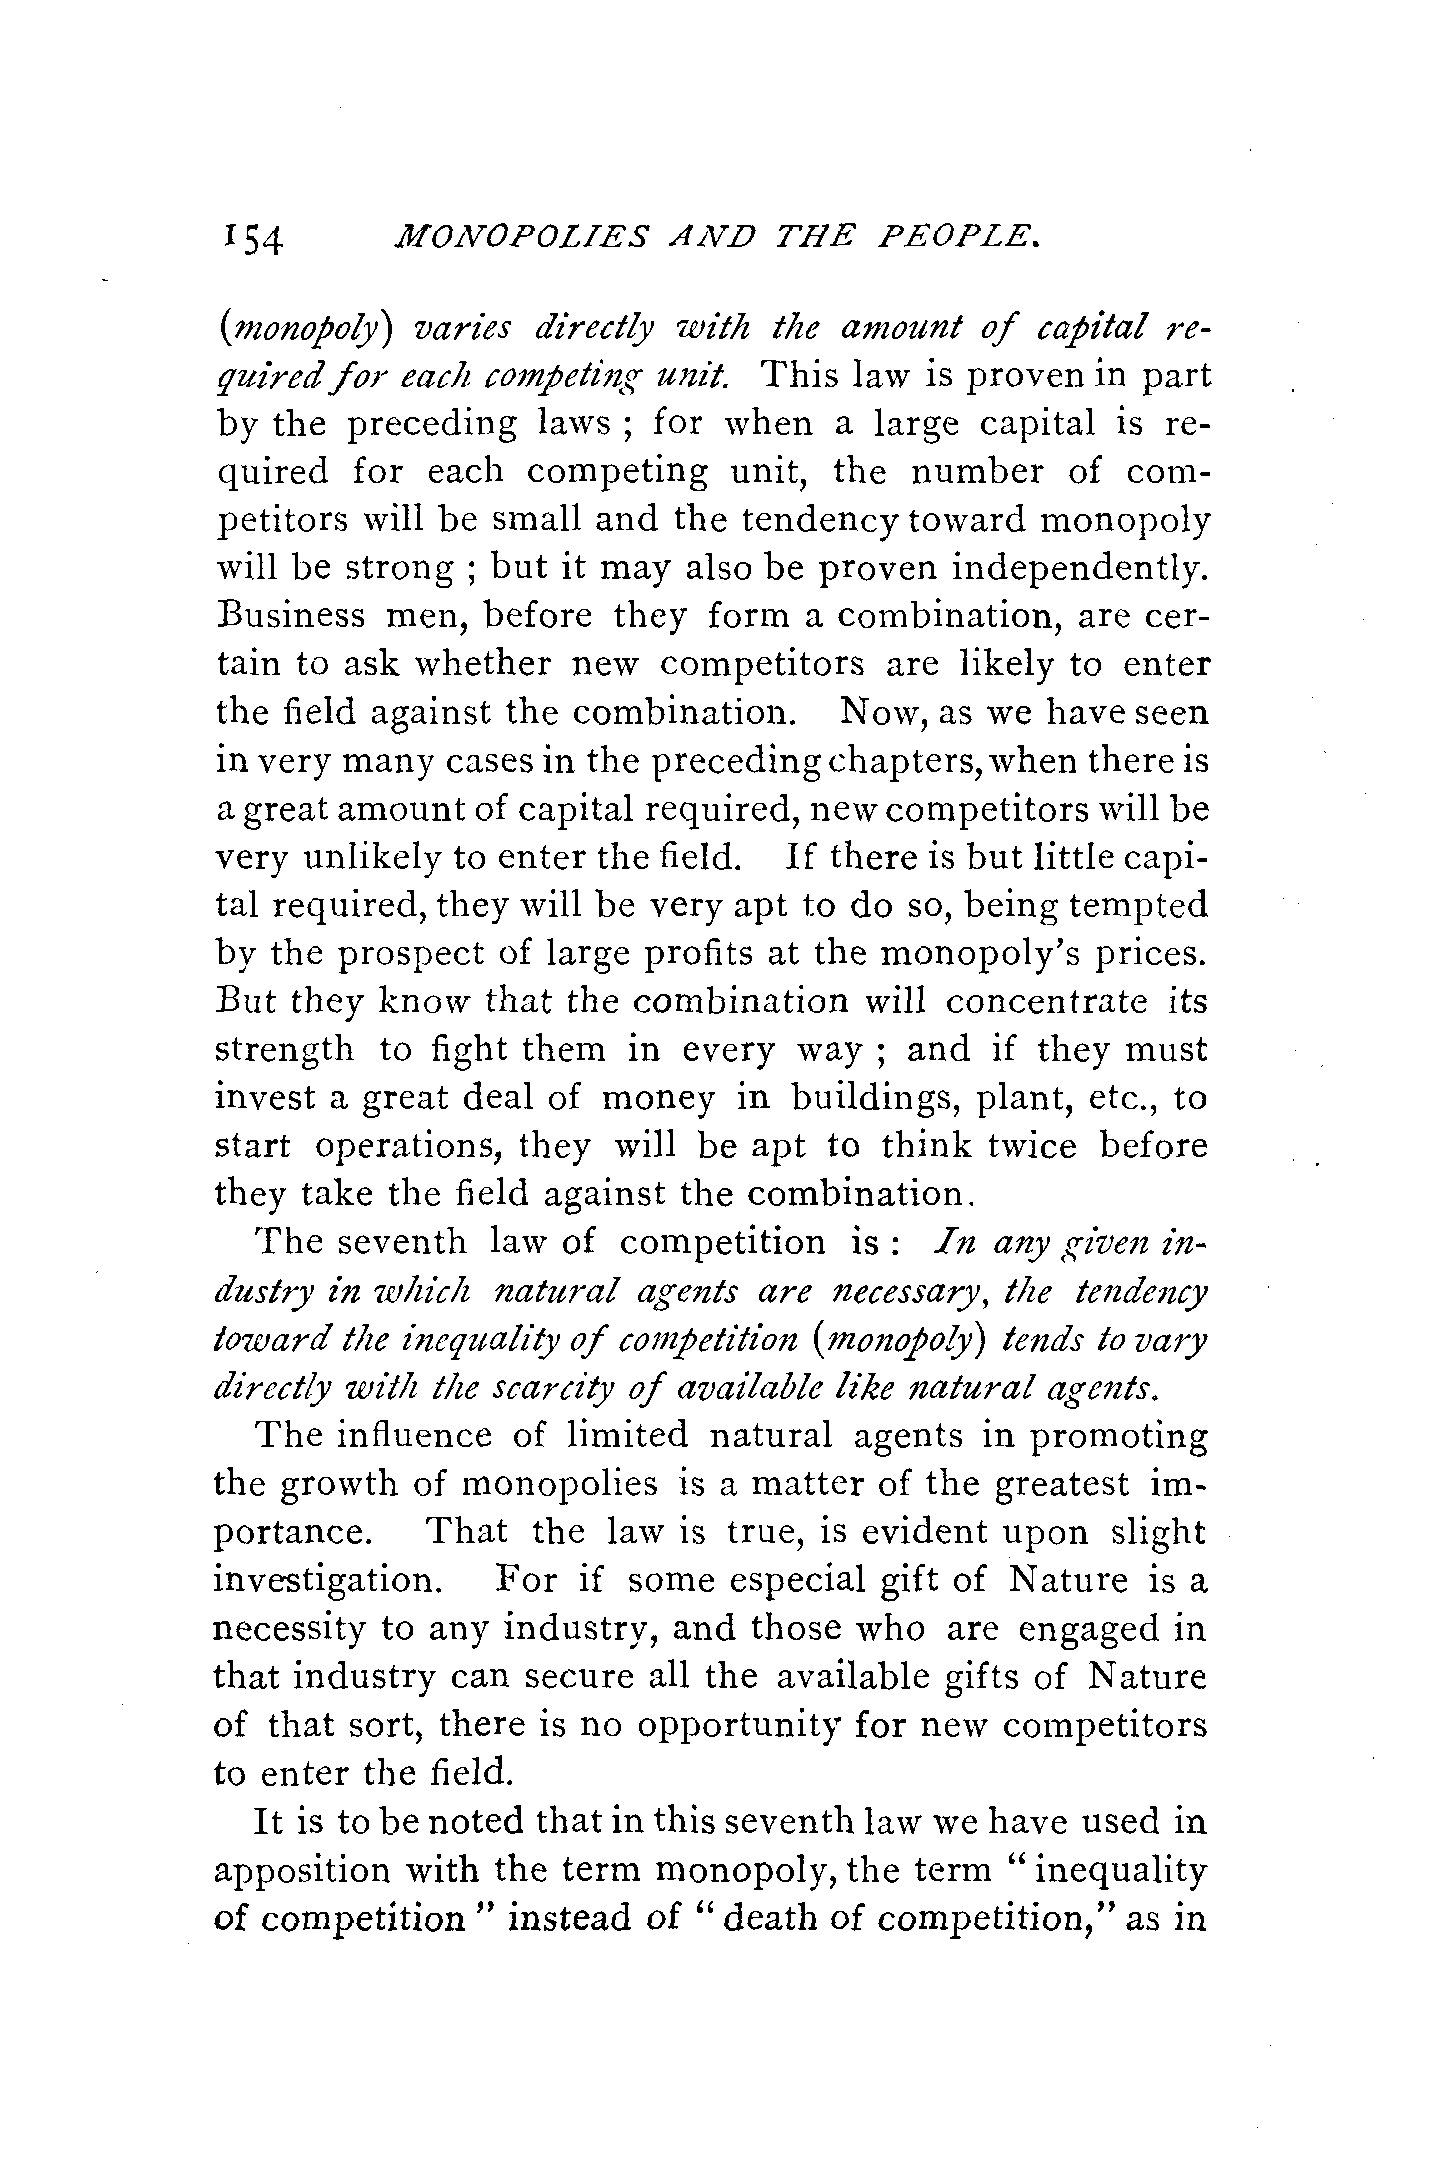 154 MONOPOLIES AND THE PEOPLE.
(monopoly) varies directly with the amount of capital re-
quired for each competing unit. This law is proven in part
by the preceding laws ; for when a large capital is re-
quired for each competing unit, the number of com-
petitors will be small and the tendency toward monopoly
will be strong ; but it may also be proven independently.
Business men, before they form a combination, are cer-
tain to ask whether new competitors are likely to enter
the field against the combination. Now, as we have seen
in very many cases in the preceding chapters, when there is
a great amount of capital required, new competitors will be
very unlikely to enter the field. If there is but little capi-
tal required, they will be very apt to do so, being tempted
by the prospect of large profits at the monopoly's prices.
But they know that the combination will concentrate its
strength to fight them in every way ; and if they must
invest a great deal of money in buildings, plant, etc., to
start operations, they will be apt to think twice before
they take the field against the combination.
The seventh law of competition is : In any given in-
dustry in which natural agents are necessary, the tendency
toward the inequality of competition (monopoly) tends to vary
directly with the scarcity of available like natural agents.
The influence of limited natural agents in promoting
the growth of monopolies is a matter of the greatest im-
portance. That the law is true, is evident upon slight
investigation. For if some especial gift of Nature is a
necessity to any industry, and those who are engaged in
that industry can secure all the available gifts of Nature
of that sort, there is no opportunity for new competitors
to enter the field.
It is to be noted that in this seventh law we have used in
apposition with the term monopoly, the term " inequality
of competition " instead of " death of competition," as in